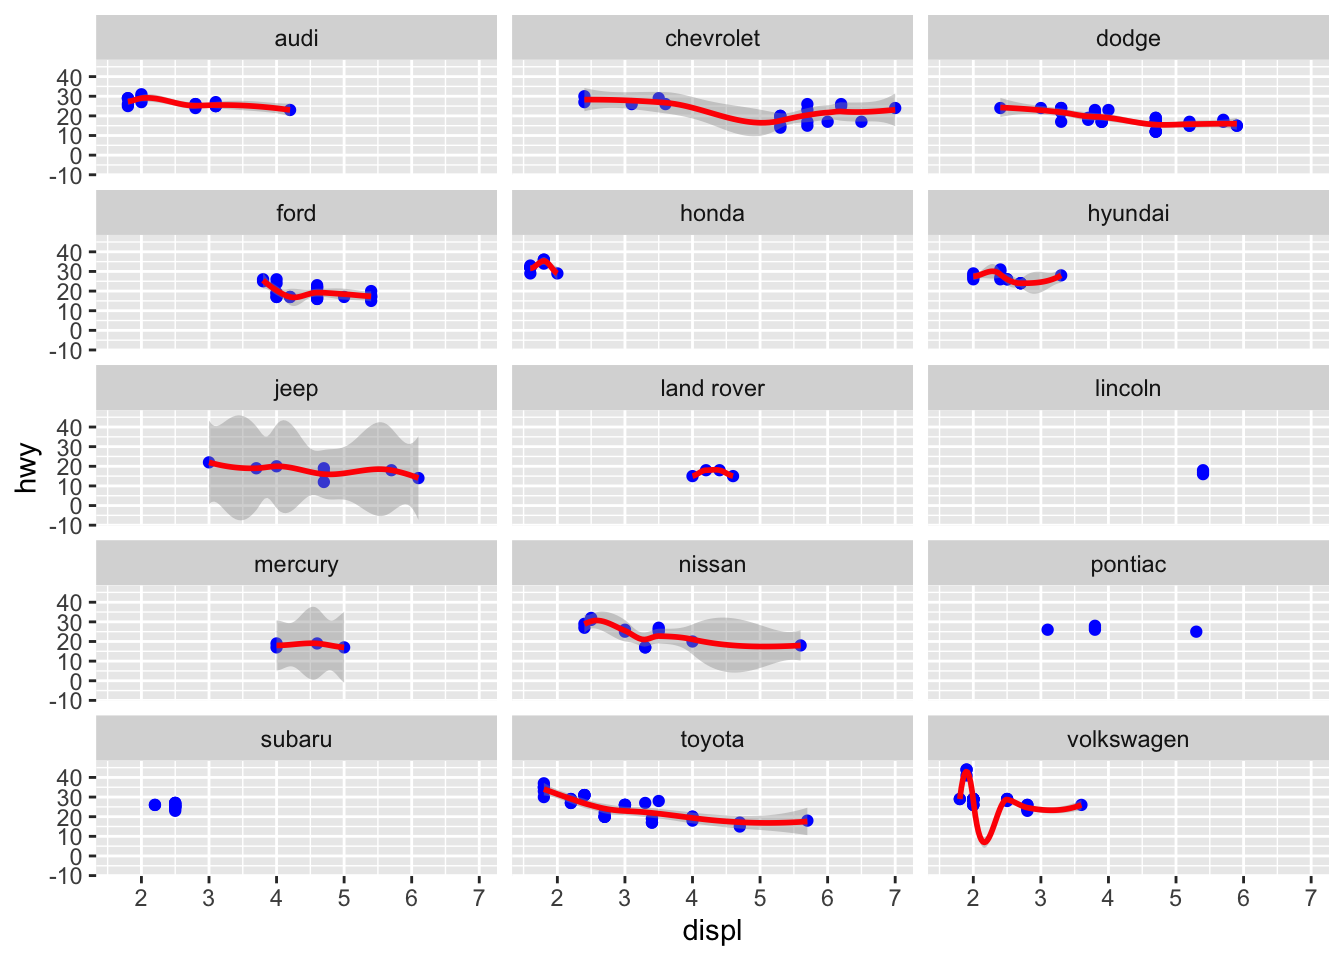 audi
chevrolet
dodge
40
30
20
10
0
-10
ford
honda
hyundai
40
30
20
10
0
-10
jeep
land rover
lincoln
40
30
20
10
0
-10
hwy
mercury
nissan
pontiac
40
30
20
10
0
-10
subaru
toyota
volkswagen
40
30
20
10
0
-10
2 3 4 5 6 7
2 3 4 5 6 7
2 3 4 5 6 7
displ